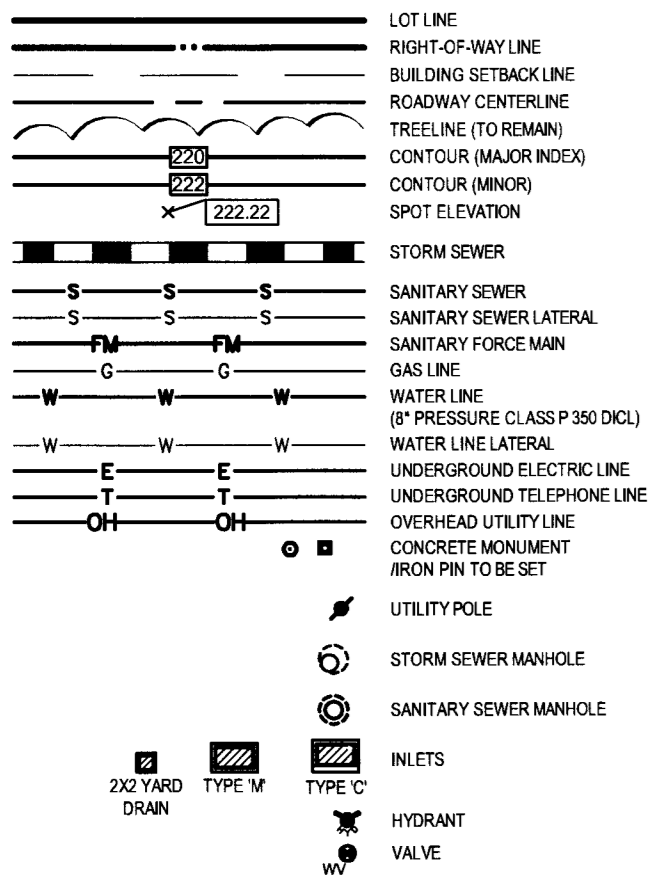 LOT LINE
RIGHT-OF-WAY LINE
BUILDING SETBACK LINE
ROADWAY CENTERLINE
TREELINE (TO REMAIN)
220 CONTOUR (MAJOR INDEX)
222 CONTOUR (MINOR)
222.22 SPOT ELEVATION
STORM SEWER
S S S SANITARY SEWER
S S S SANITARY SEWER LATERAL
FM FM SANITARY FORCE MAIN
G G GAS LINE
W W W WATER LINE
(8" PRESSURE CLASS P 350 DICL)
W W W WATER LINE LATERAL
E E UNDERGROUND ELECTRIC LINE
T T UNDERGROUND TELEPHONE LINE
OH OH OVERHEAD UTILITY LINE
CONCRETE MONUMENT
/IRON PIN TO BE SET
UTILITY POLE
STORM SEWER MANHOLE
SANITARY SEWER MANHOLE
INLETS
2X2 YARD TYPE 'M' TYPE 'C'
DRAIN
HYDRANT
VALVE
WV